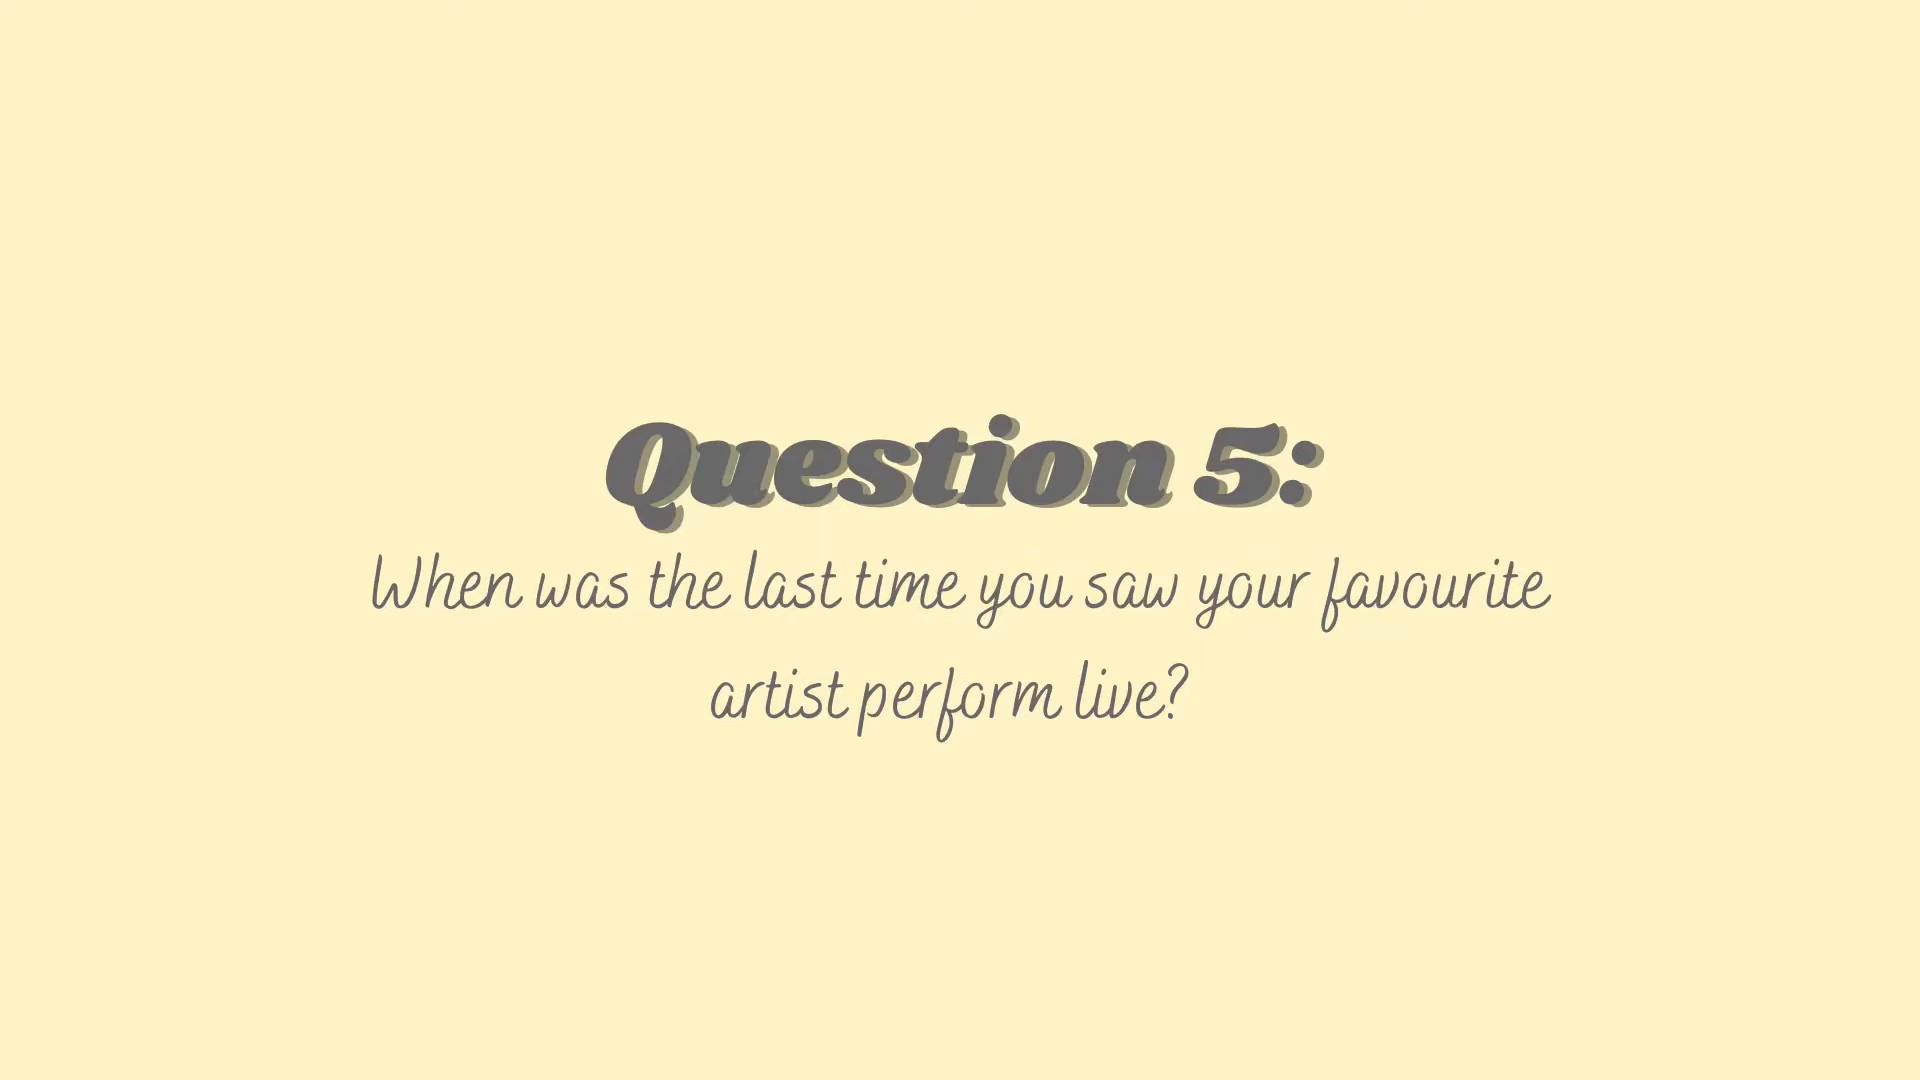 Question 5:
When was the last time you saw your favourite
artist perform live?